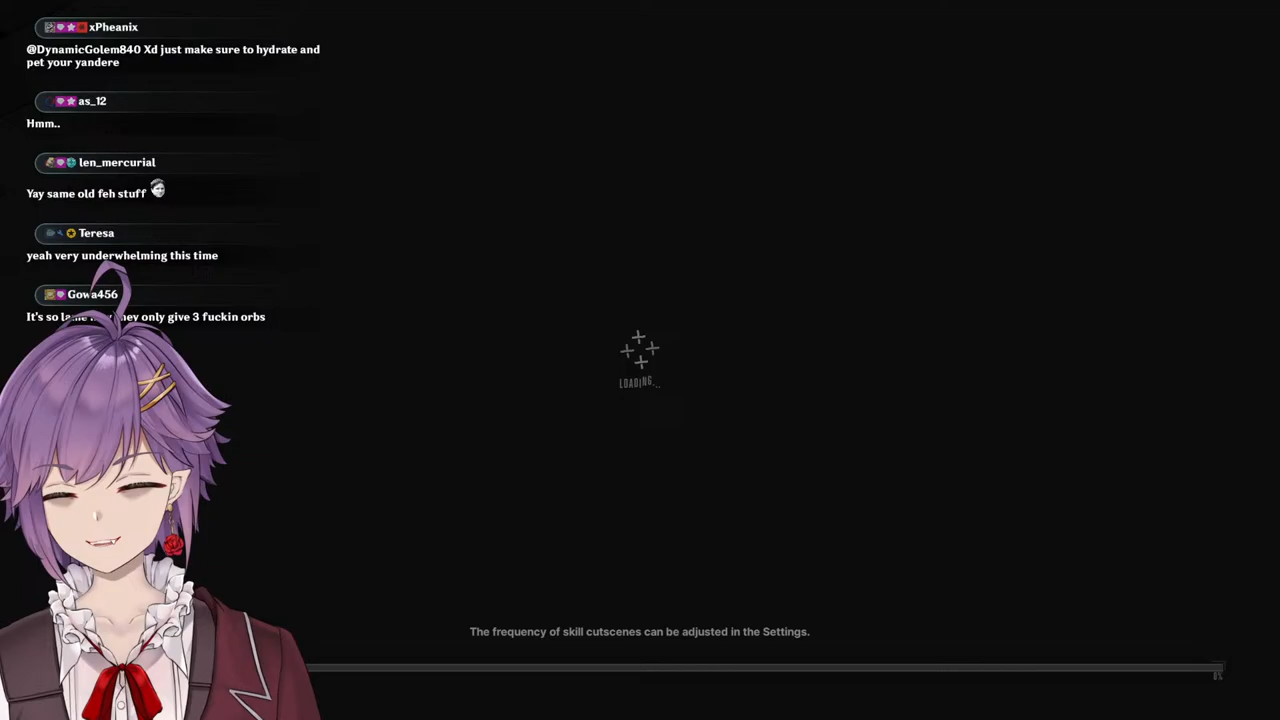 xPheanix
@DynamicGolem840 Xd just make sure to hydrate and
pet your yandere
as_12
Hmm..
len_mercurial
Yay same old feh stuff
Teresa
yeah very underwhelming this time
Gowa456
It's so they only give 3 fuckin orbs
LOADING...
The frequency of skill cutscenes can be adjusted in the Settings.
0%